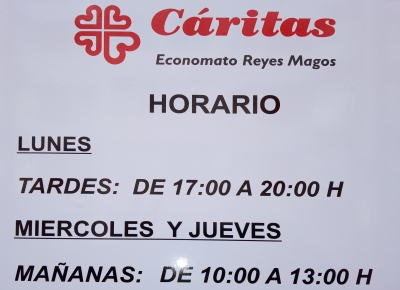 Cáritas
Economato Reyes Magos
HORARIO
LUNES
TARDES: DE 17:00 A 20:00 H
MIERCOLES Y JUEVES
MAÑANAS: DE 10:00 A 13:00 H